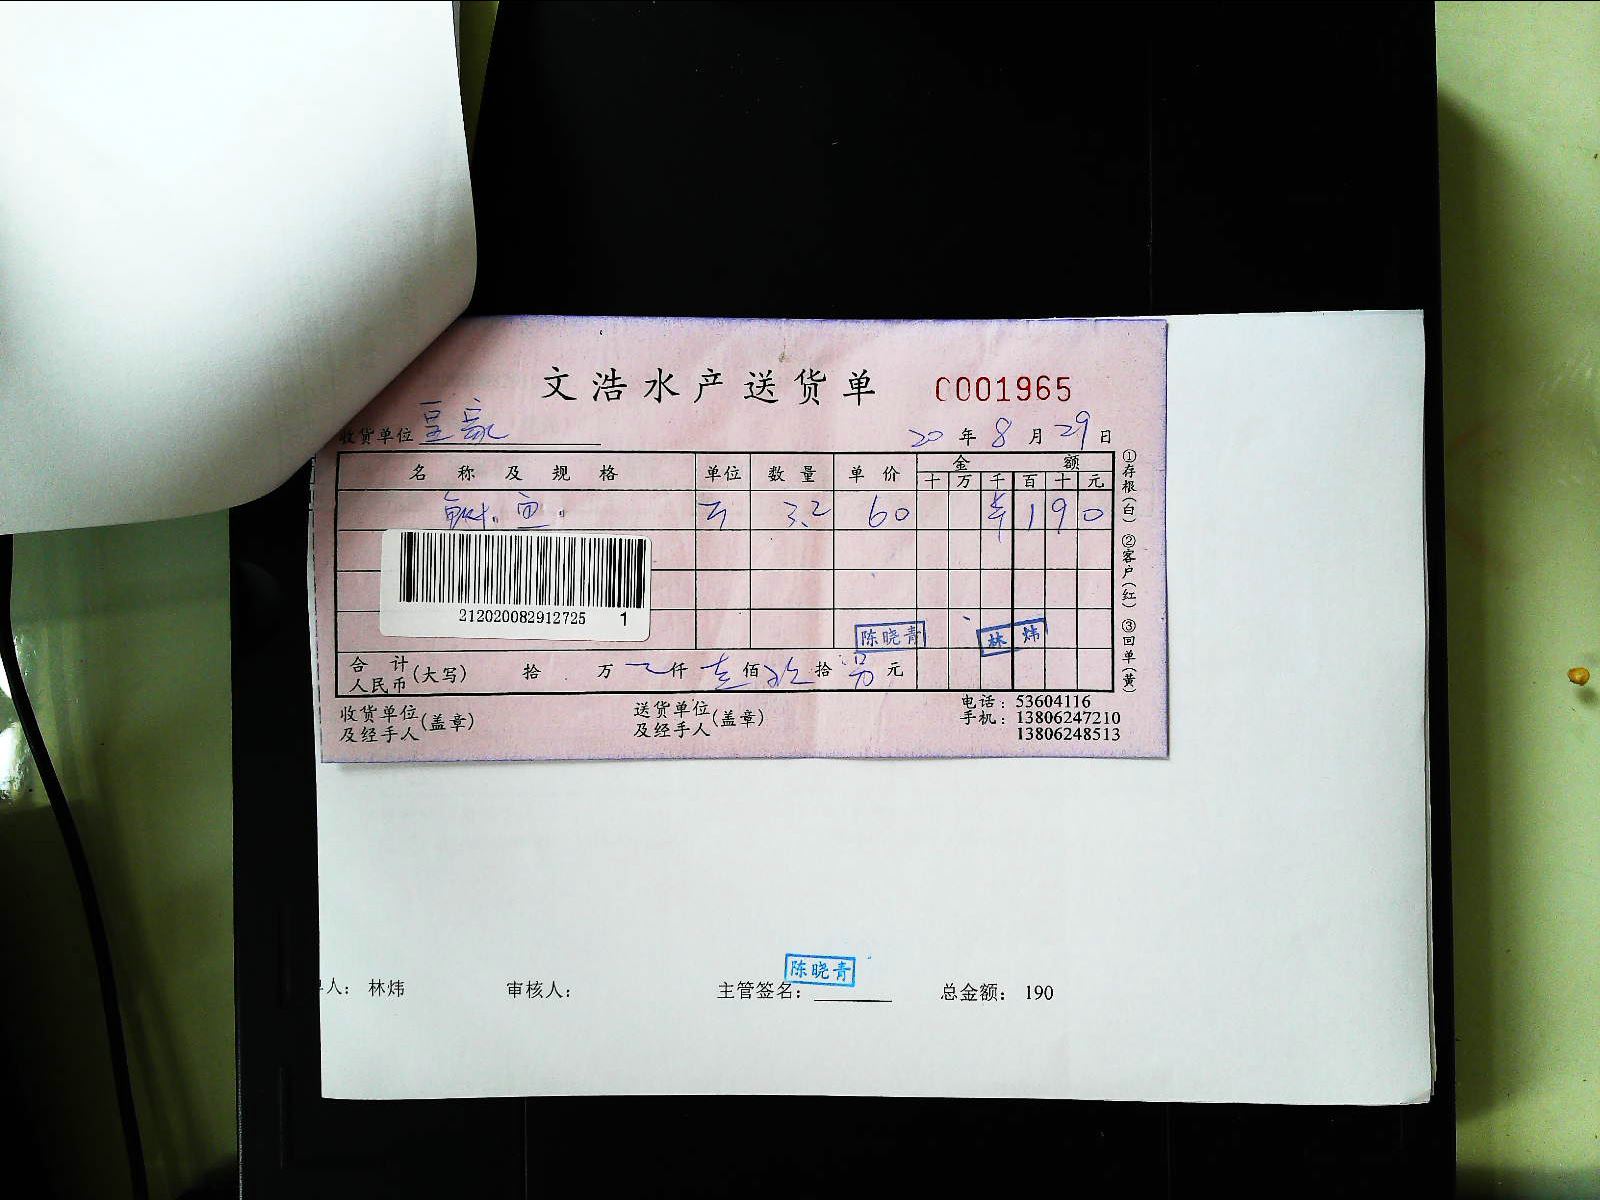 文浩水产送货单 0001965
收货单位 20 年 8 月 29 日
名称及规格 单位 数量 单价 金额
十 万 千 百 十 元
鱼 3.2 60 1 9 0
212020082912725 1
陈晓青 林炜
合计人民币(大写) 拾 万 仟 壹 佰 玖 拾 元
①存根(白) ②客户(红) ③回单(黄)
收货单位及经手人(盖章) 送货单位及经手人(盖章)
电话:53604116
手机:13806247210
13806248513
陈晓青
人: 林炜 审核人: 主管签名: 总金额: 190